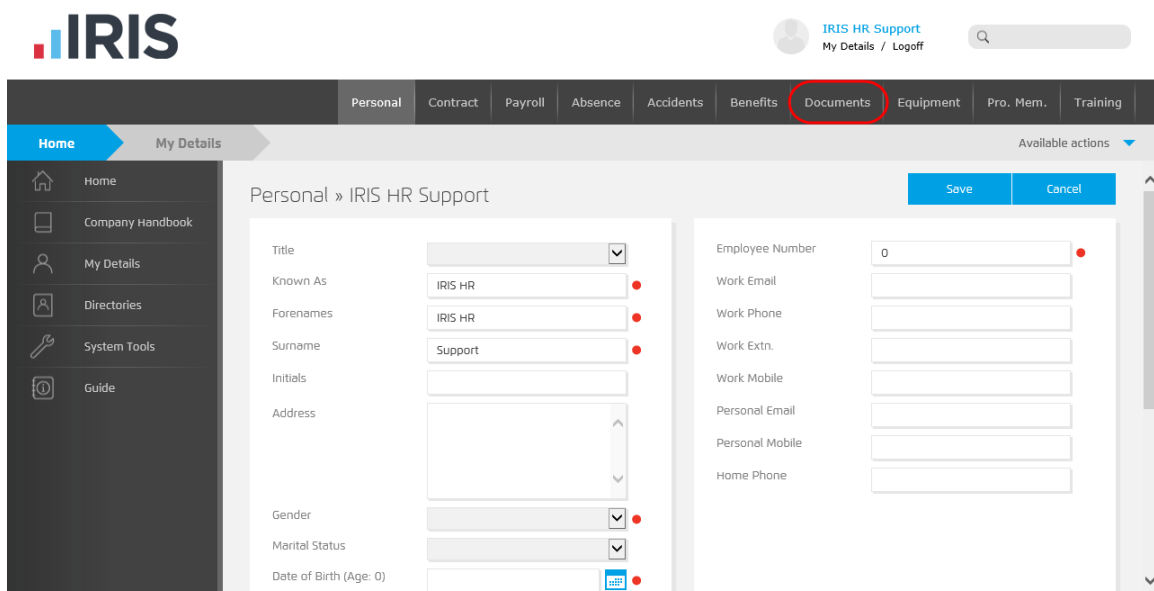 IRIS
IRIS HR Support
My Details / Logoff
Personal
Contract
Payroll
Absence
Accidents
Benefits
Documents
Equipment
Pro. Mem.
Training
Home
My Details
Available actions
Home
Company Handbook
My Details
Directories
System Tools
Guide
Personal » IRIS HR Support
Save
Cancel
Title
Known As
IRIS HR
Forenames
IRIS HR
Surname
Support
Initials
Address
Gender
Marital Status
Date of Birth (Age: 0)
Employee Number
0
Work Email
Work Phone
Work Extn.
Work Mobile
Personal Email
Personal Mobile
Home Phone